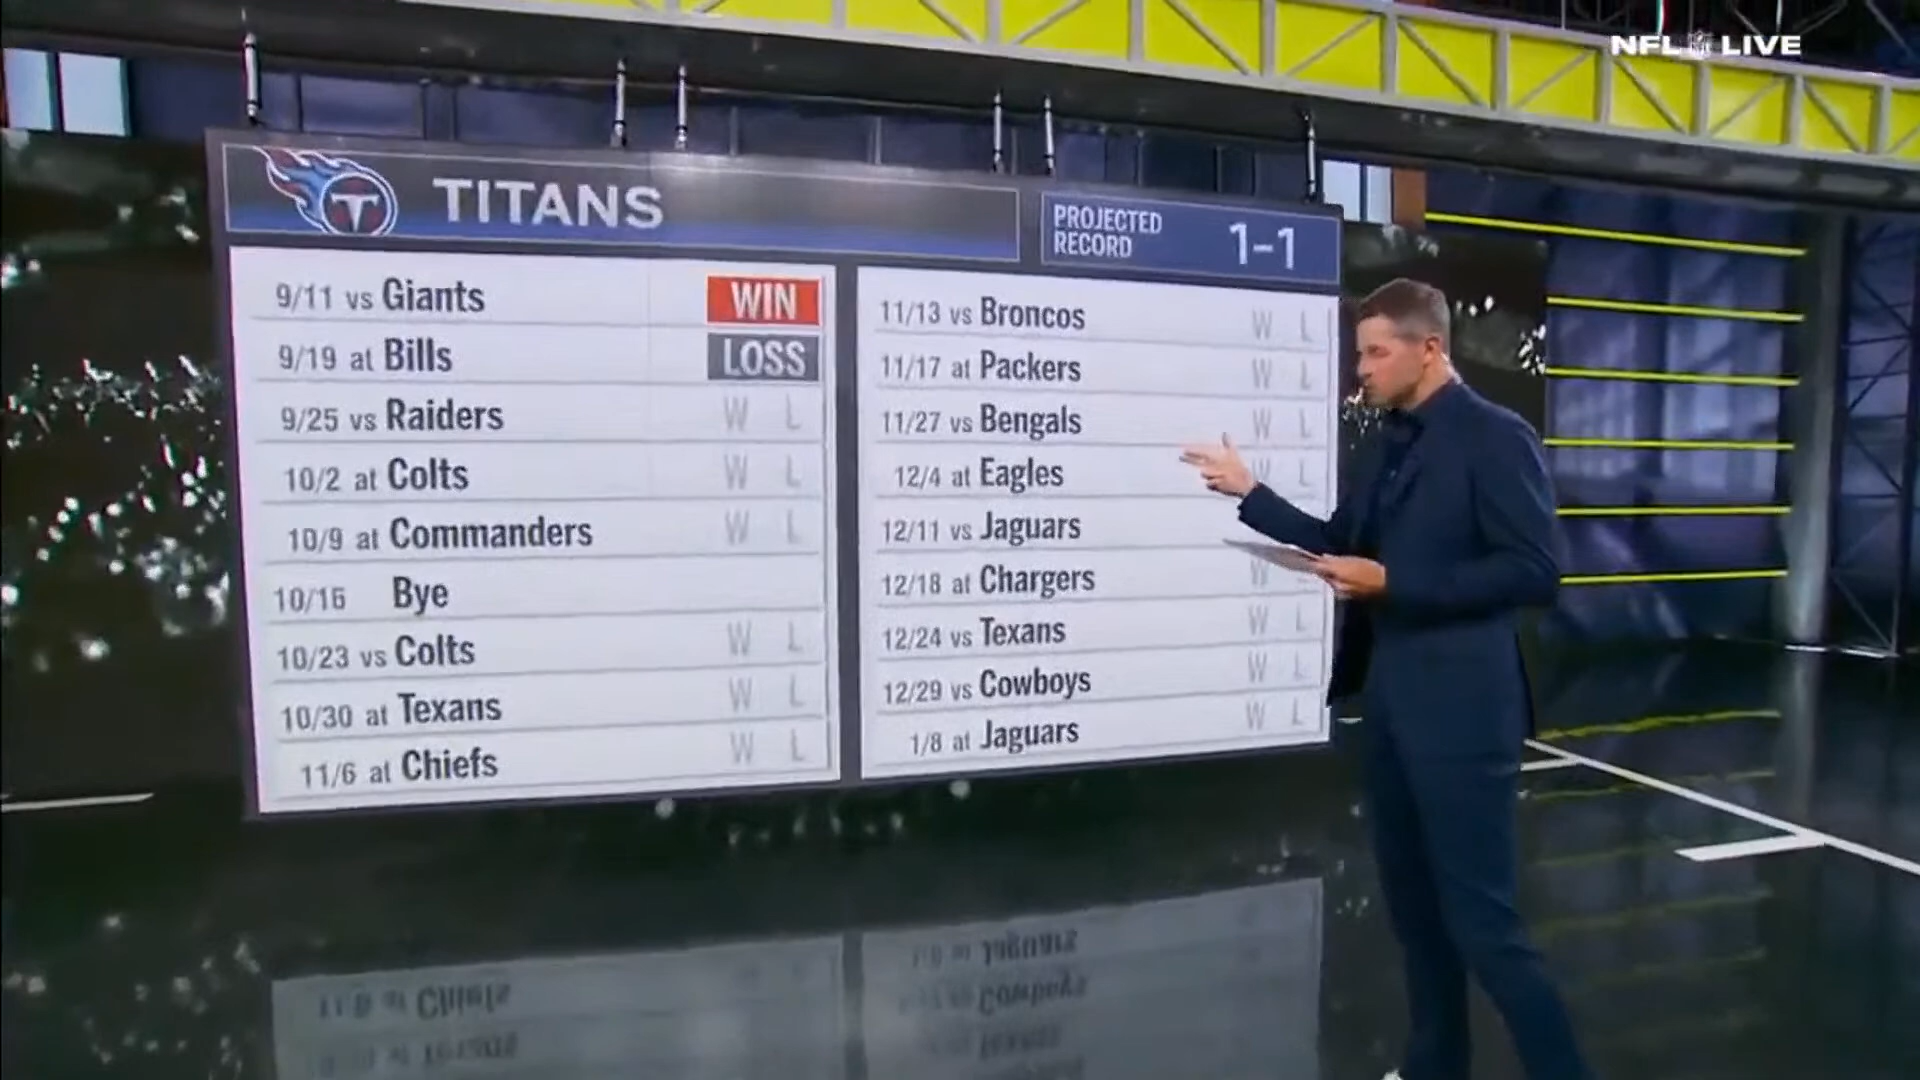 NFL LIVE
TITANS
PROJECTED
RECORD
1-1
9/11 vs Giants WIN
9/19 at Bills LOSS
9/25 vs Raiders W L
10/2 at Colts W L
10/9 at Commanders W L
10/16 Bye
10/23 vs Colts W L
10/30 at Texans W L
11/6 at Chiefs W L
11/13 vs Broncos W L
11/17 at Packers W L
11/27 vs Bengals W L
12/4 at Eagles W L
12/11 vs Jaguars
12/18 at Chargers W L
12/24 vs Texans W L
12/29 vs Cowboys W L
1/8 at Jaguars W L